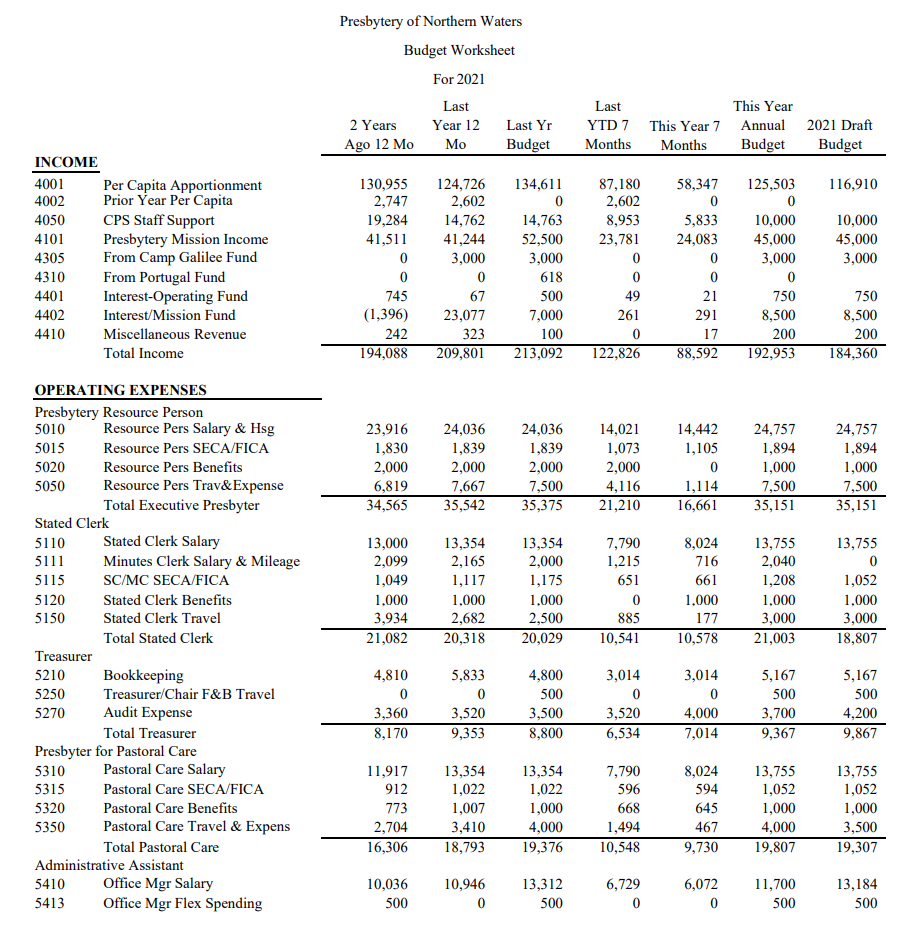 Presbytery of Northern Waters
Budget Worksheet
For 2021
Last Last This Year
2 Years Year 12 Last Yr YTD 7 This Year 7 Annual 2021 Draft
Ago 12 Mo Mo Budget Months Months Budget Budget
INCOME
4001 Per Capita Apportionment 130,955 124,726 134,611 87,180 58,347 125,503 116,910
4002 Prior Year Per Capita 2,747 2,602 0 2,602 0 0
4050 CPS Staff Support 19,284 14,762 14,763 8,953 5,833 10,000 10,000
4101 Presbytery Mission Income 41,511 41,244 52,500 23,781 24,083 45,000 45,000
4305 From Camp Galilee Fund 0 3,000 3,000 0 0 3,000 3,000
4310 From Portugal Fund 0 0 618 0 0 0
4401 Interest-Operating Fund 745 67 500 49 21 750 750
4402 Interest/Mission Fund (1,396) 23,077 7,000 261 291 8,500 8,500
4410 Miscellaneous Revenue 242 323 100 0 17 200 200
Total Income 194,088 209,801 213,092 122,826 88,592 192,953 184,360
OPERATING EXPENSES
Presbytery Resource Person
5010 Resource Pers Salary & Hsg 23,916 24,036 24,036 14,021 14,442 24,757 24,757
5015 Resource Pers SECA/FICA 1,830 1,839 1,839 1,073 1,105 1,894 1,894
5020 Resource Pers Benefits 2,000 2,000 2,000 2,000 0 1,000 1,000
5050 Resource Pers Trav&Expense 6,819 7,667 7,500 4,116 1,114 7,500 7,500
Total Executive Presbyter 34,565 35,542 35,375 21,210 16,661 35,151 35,151
Stated Clerk
5110 Stated Clerk Salary 13,000 13,354 13,354 7,790 8,024 13,755 13,755
5111 Minutes Clerk Salary & Mileage 2,099 2,165 2,000 1,215 716 2,040 0
5115 SC/MC SECA/FICA 1,049 1,117 1,175 651 661 1,208 1,052
5120 Stated Clerk Benefits 1,000 1,000 1,000 0 1,000 1,000 1,000
5150 Stated Clerk Travel 3,934 2,682 2,500 885 177 3,000 3,000
Total Stated Clerk 21,082 20,318 20,029 10,541 10,578 21,003 18,807
Treasurer
5210 Bookkeeping 4,810 5,833 4,800 3,014 3,014 5,167 5,167
5250 Treasurer/Chair F&B Travel 0 0 500 0 0 500 500
5270 Audit Expense 3,360 3,520 3,500 3,520 4,000 3,700 4,200
Total Treasurer 8,170 9,353 8,800 6,534 7,014 9,367 9,867
Presbyter for Pastoral Care
5310 Pastoral Care Salary 11,917 13,354 13,354 7,790 8,024 13,755 13,755
5315 Pastoral Care SECA/FICA 912 1,022 1,022 596 594 1,052 1,052
5320 Pastoral Care Benefits 773 1,007 1,000 668 645 1,000 1,000
5350 Pastoral Care Travel & Expens 2,704 3,410 4,000 1,494 467 4,000 3,500
Total Pastoral Care 16,306 18,793 19,376 10,548 9,730 19,807 19,307
Administrative Assistant
5410 Office Mgr Salary 10,036 10,946 13,312 6,729 6,072 11,700 13,184
5413 Office Mgr Flex Spending 500 0 500 0 0 500 500